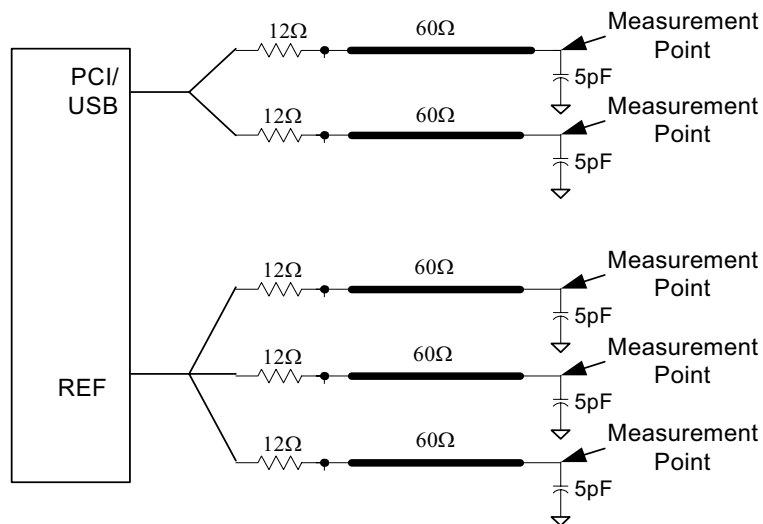 PCI/
USB
12Ω
60Ω
Measurement
Point
5pF
12Ω
60Ω
Measurement
Point
5pF
REF
12Ω
60Ω
Measurement
Point
5pF
12Ω
60Ω
Measurement
Point
5pF
12Ω
60Ω
Measurement
Point
5pF